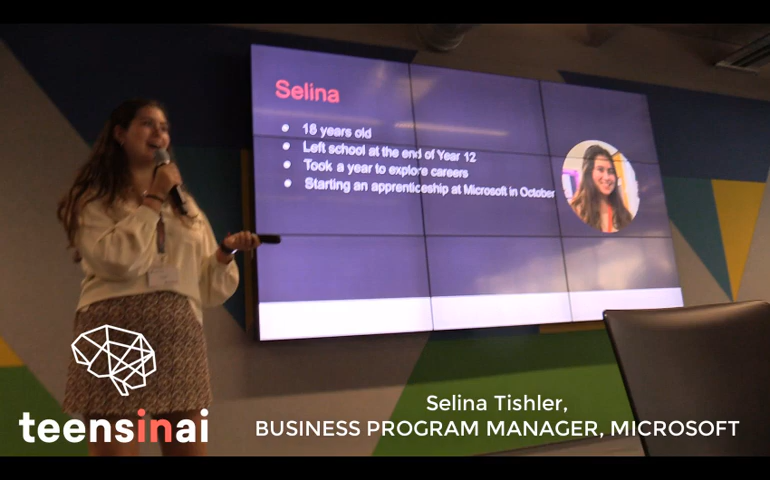 Selina
18 years old
Left school at the end of Year 12
Took a year to explore careers
Starting an apprenticeship at Microsoft in October
teensinai
Selina Tishler,
BUSINESS PROGRAM MANAGER, MICROSOFT